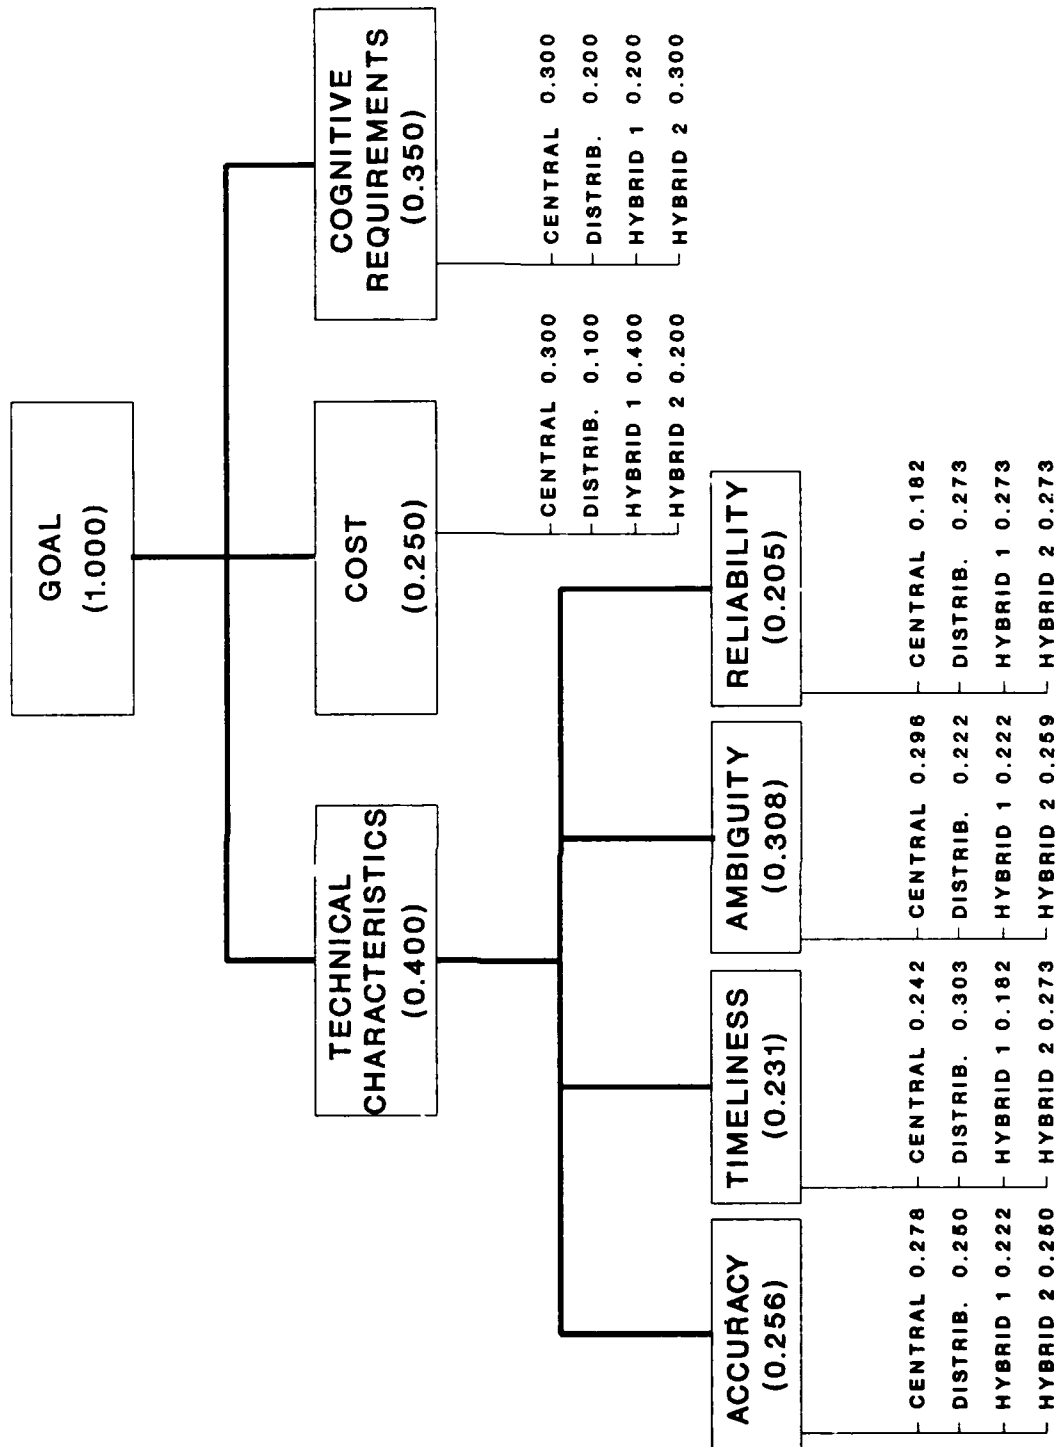 GOAL
(1.000)
TECHNICAL
CHARACTERISTICS
(0.400)
COST
(0.250)
COGNITIVE
REQUIREMENTS
(0.350)
CENTRAL 0.300
DISTRIB. 0.100
HYBRID 1 0.400
HYBRID 2 0.200
CENTRAL 0.300
DISTRIB. 0.200
HYBRID 1 0.200
HYBRID 2 0.300
ACCURACY
(0.256)
TIMELINESS
(0.231)
AMBIGUITY
(0.308)
RELIABILITY
(0.205)
CENTRAL 0.278
DISTRIB. 0.250
HYBRID 1 0.222
HYBRID 2 0.250
CENTRAL 0.242
DISTRIB. 0.303
HYBRID 1 0.182
HYBRID 2 0.273
CENTRAL 0.296
DISTRIB. 0.222
HYBRID 1 0.222
HYBRID 2 0.259
CENTRAL 0.182
DISTRIB. 0.273
HYBRID 1 0.273
HYBRID 2 0.273